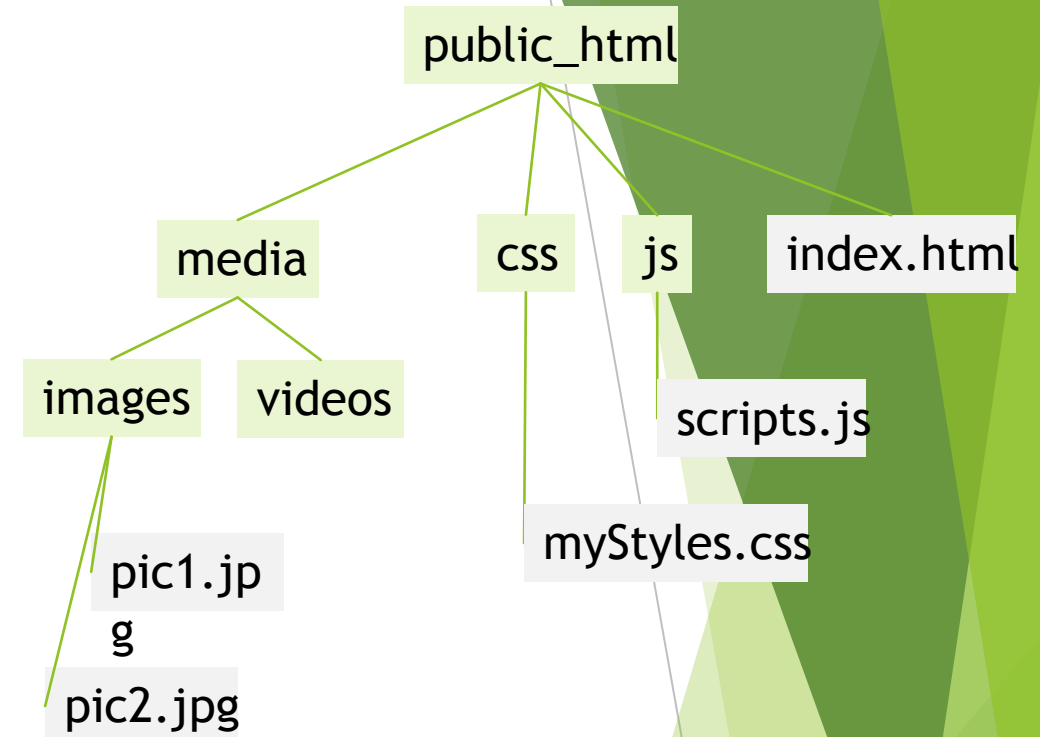 public_html
media
css
js
index.html
images
videos
scripts.js
myStyles.css
pic1.jp
g
pic2.jpg